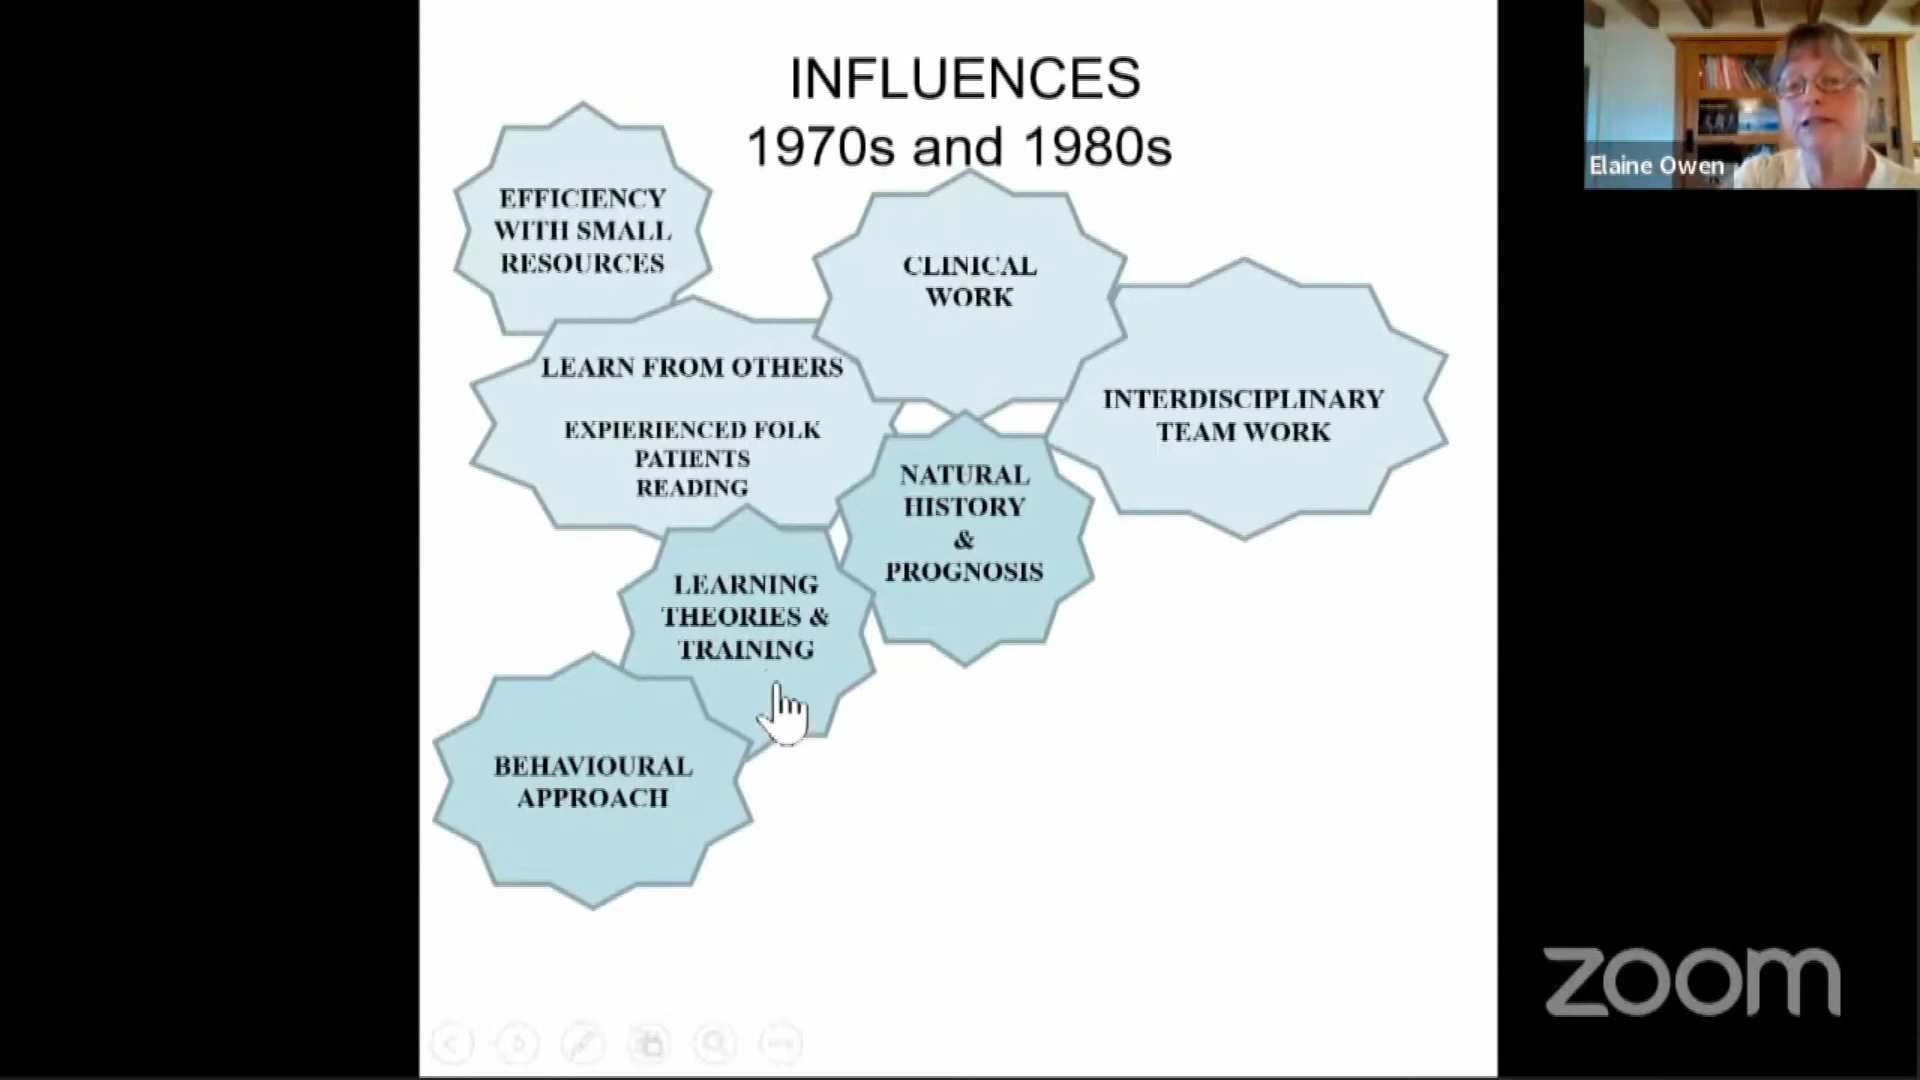 INFLUENCES
1970s and 1980s
EFFICIENCY
WITH SMALL
RESOURCES
CLINICAL
WORK
LEARN FROM OTHERS
EXPIERIENCED FOLK
PATIENTS
READING
INTERDISCIPLINARY
TEAM WORK
NATURAL
HISTORY
&
PROGNOSIS
LEARNING
THEORIES &
TRAINING
BEHAVIOURAL
APPROACH
Elaine Owen
zoom